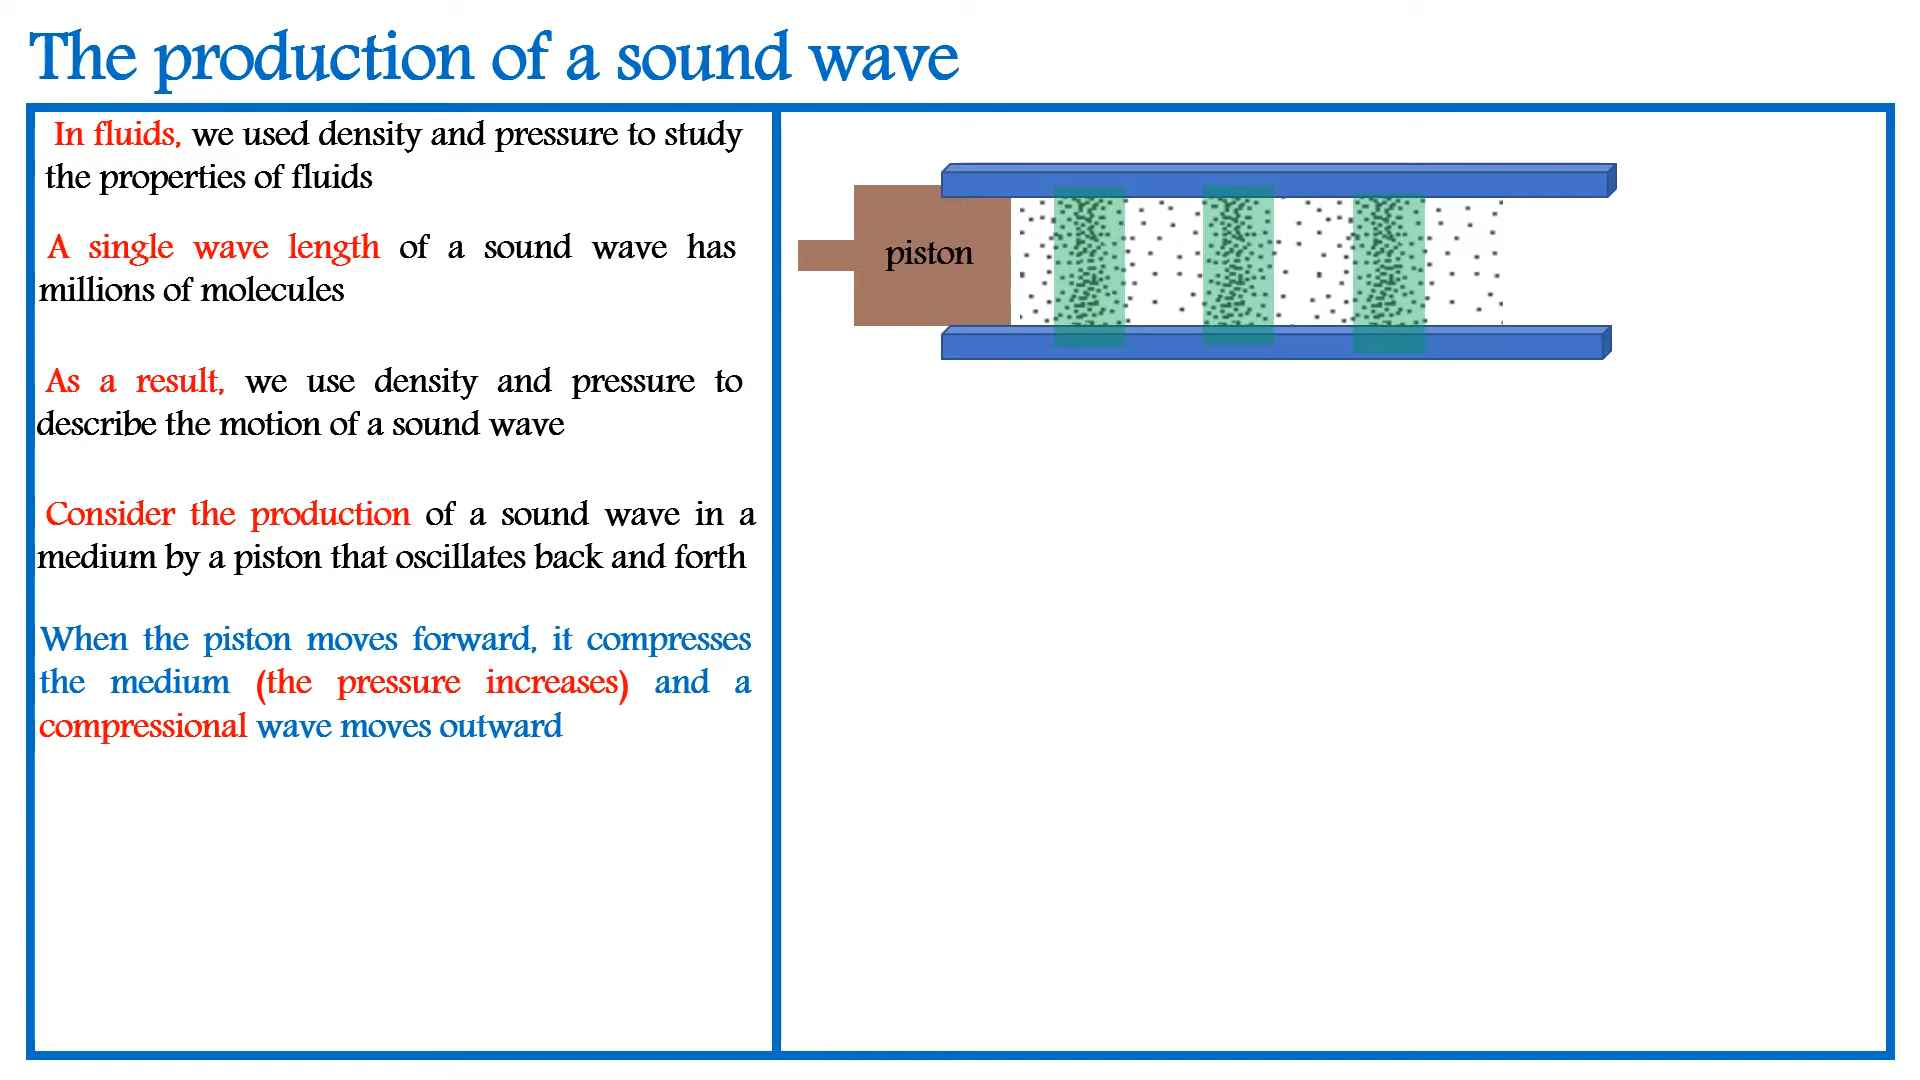 The production of a sound wave
In fluids, we used density and pressure to study
the properties of fluids
A single wave length of a sound wave has
millions of molecules
As a result, we use density and pressure to
describe the motion of a sound wave
Consider the production of a sound wave in a
medium by a piston that oscillates back and forth
When the piston moves forward, it compresses
the medium (the pressure increases) and a
compressional wave moves outward
piston